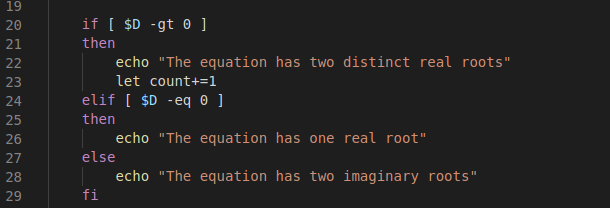 19
20 if [ $D -gt 0 ]
21 then
22 echo "The equation has two distinct real roots"
23 let count+=1
24 elif [ $D -eq 0 ]
25 then
26 echo "The equation has one real root"
27 else
28 echo "The equation has two imaginary roots"
29 fi